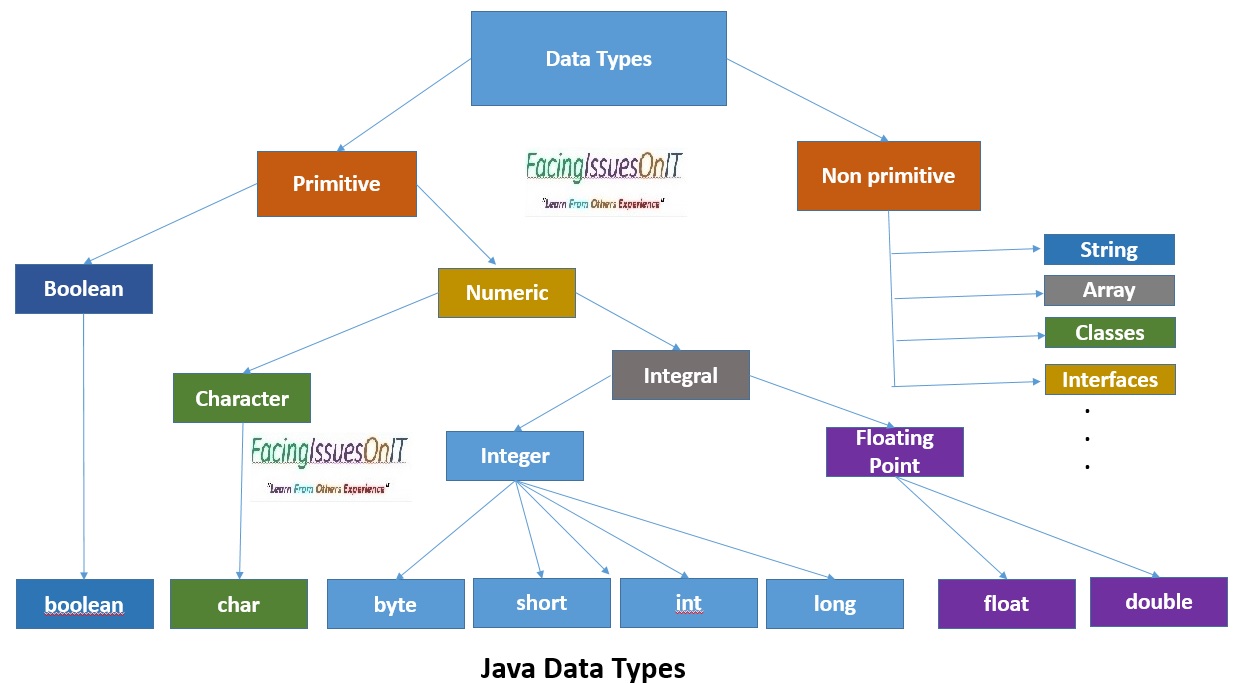 Data Types
Primitive
FacingIssuesOnIT
"Learn From Others Experience"
Non primitive
String
Boolean
Numeric
Array
Classes
Integral
Interfaces
Character
FacingIssuesOnIT
"Learn From Others Experience"
Integer
Floating
Point
boolean
char
byte
short
int
long
float
double
Java Data Types